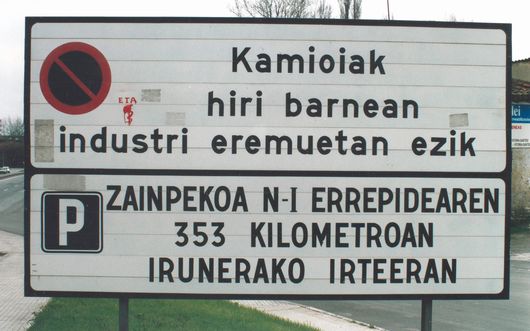 Kamioiak
ETA
hiri barnean
industri eremuetan ezik
P
ZAINPEKOA N-I ERREPIDEAREN
353 KILOMETROAN
IRUNERAKO IRTEERAN